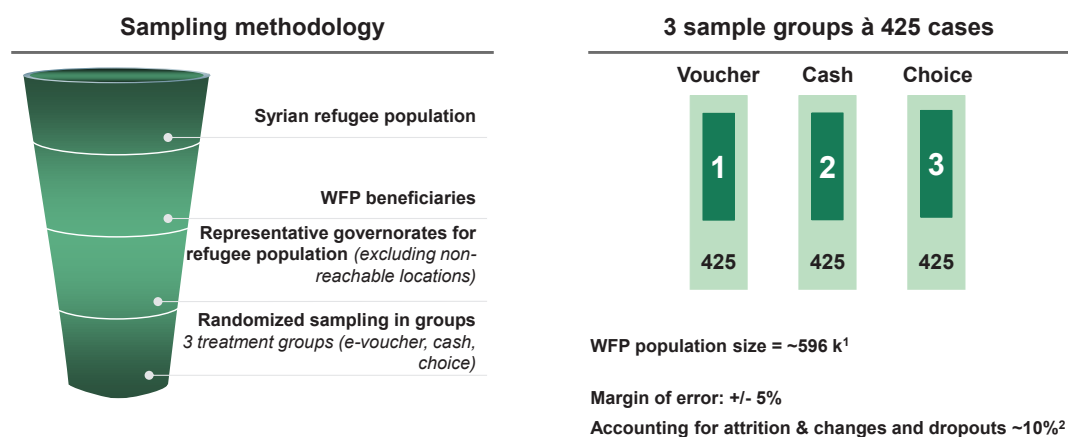 Sampling methodology
Syrian refugee population
WFP beneficiaries
Representative governorates for
refugee population (excluding non-
reachable locations)
Randomized sampling in groups
3 treatment groups (e-voucher, cash,
choice)
3 sample groups à 425 cases
Voucher Cash Choice
1 2 3
425 425 425
WFP population size = ~596 k¹
Margin of error: +/- 5%
Accounting for attrition & changes and dropouts ~10%²